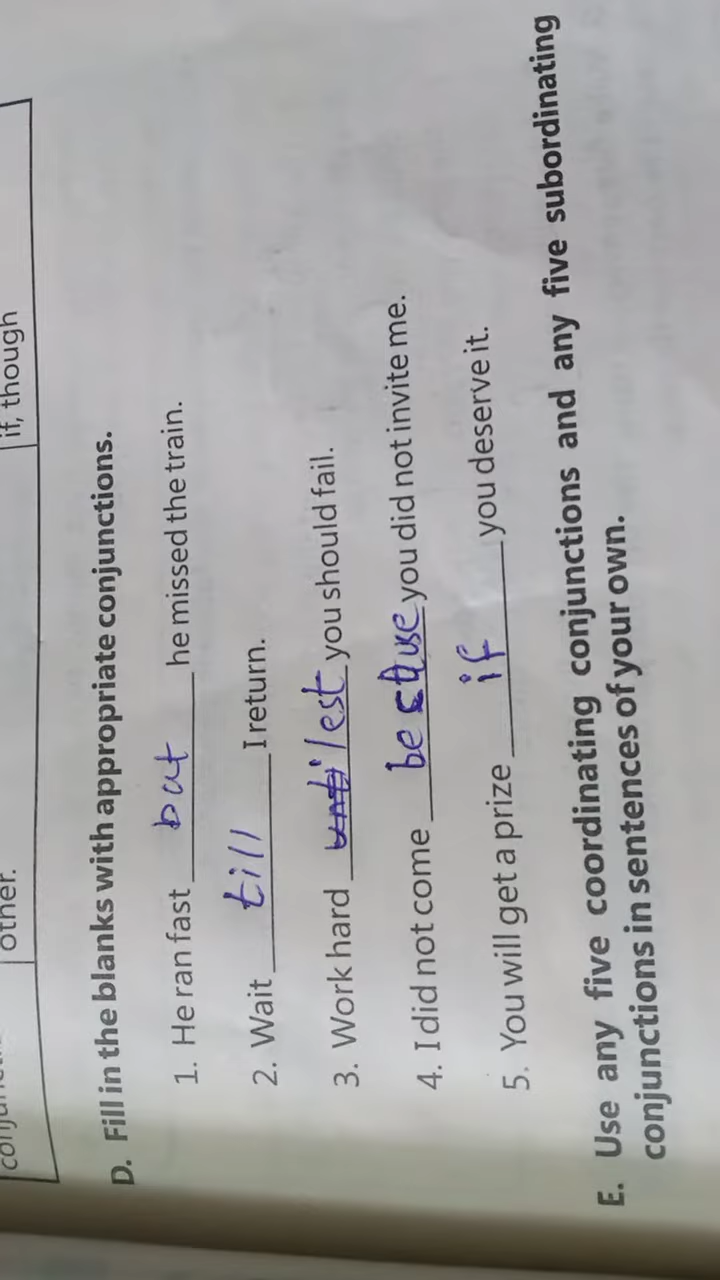 if, though
other.
D. Fill in the blanks with appropriate conjunctions.
1. He ran fast but he missed the train.
2. Wait till I return.
3. Work hard lest you should fail.
4. I did not come because you did not invite me.
5. You will get a prize if you deserve it.
E. Use any five coordinating conjunctions and any five subordinating
conjunctions in sentences of your own.